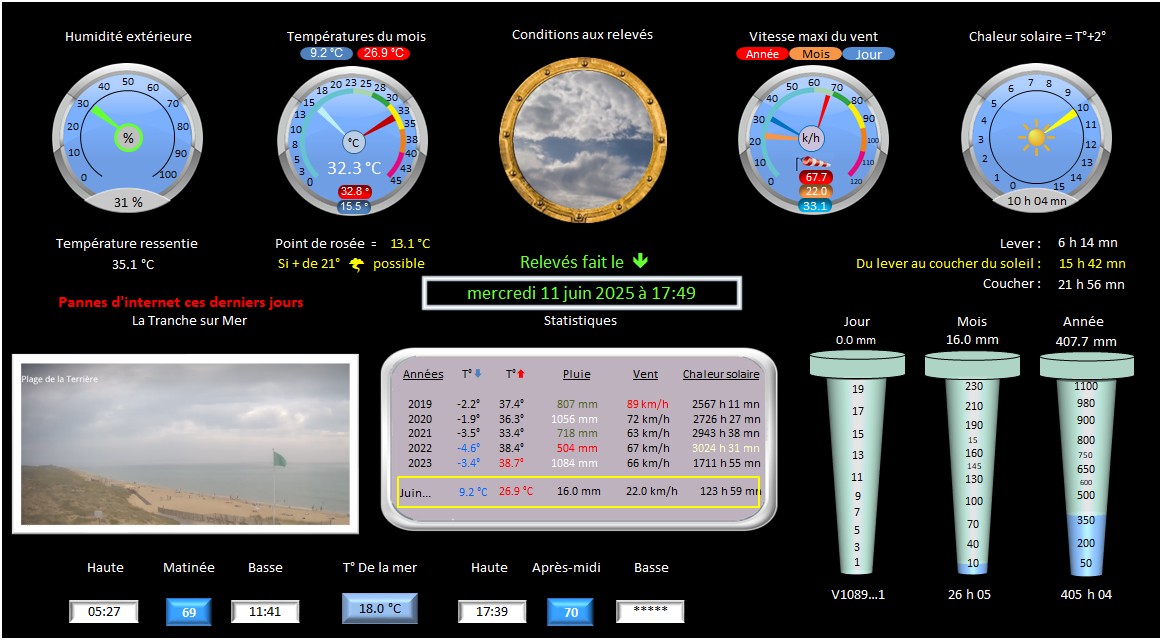 Humidité extérieure
Températures du mois
Conditions aux relevés
Vitesse maxi du vent
Chaleur solaire = T°+2°
9.2 °C 26.9 °C
Année Mois Jour
0 10 20 30 40 50 60 70 80 90 100
%
31 %
0 3 5 8 10 13 15 18 20 23 25 28 30 33 35 38 40 43 45
°C
32.3 °C
32.8 °
15.5 °
0 10 20 30 40 50 60 70 80 90 100 110 120
k/h
67.7
22.0
33.1
0 1 2 3 4 5 6 7 8 9 10 11 12 13 14 15
10 h 04 mn
Température ressentie
35.1 °C
Point de rosée = 13.1 °C
Si + de 21° possible
Relevés fait le
mercredi 11 juin 2025 à 17:49
Lever : 6 h 14 mn
Du lever au coucher du soleil : 15 h 42 mn
Coucher : 21 h 56 mn
Pannes d'internet ces derniers jours
La Tranche sur Mer
Plage de la Terrière
Statistiques
Années T° T° Pluie Vent Chaleur solaire
2019 -2.2° 37.4° 807 mm 89 km/h 2567 h 11 mn
2020 -1.9° 36.3° 1056 mm 72 km/h 2726 h 27 mn
2021 -3.5° 33.4° 718 mm 63 km/h 2943 h 38 mn
2022 -4.6° 38.4° 504 mm 67 km/h 3024 h 31 mn
2023 -3.4° 38.7° 1084 mm 66 km/h 1711 h 55 mn
Juin... 9.2 °C 26.9 °C 16.0 mm 22.0 km/h 123 h 59 mn
Jour
0.0 mm
19
17
15
13
11
9
7
5
3
1
V1089...1
Mois
16.0 mm
230
210
190
15
160
145
130
100
70
40
10
26 h 05
Année
407.7 mm
1100
980
900
800
750
650
600
500
350
200
50
405 h 04
Haute Matinée Basse T° De la mer Haute Après-midi Basse
05:27 69 11:41 18.0 °C 17:39 70 *****